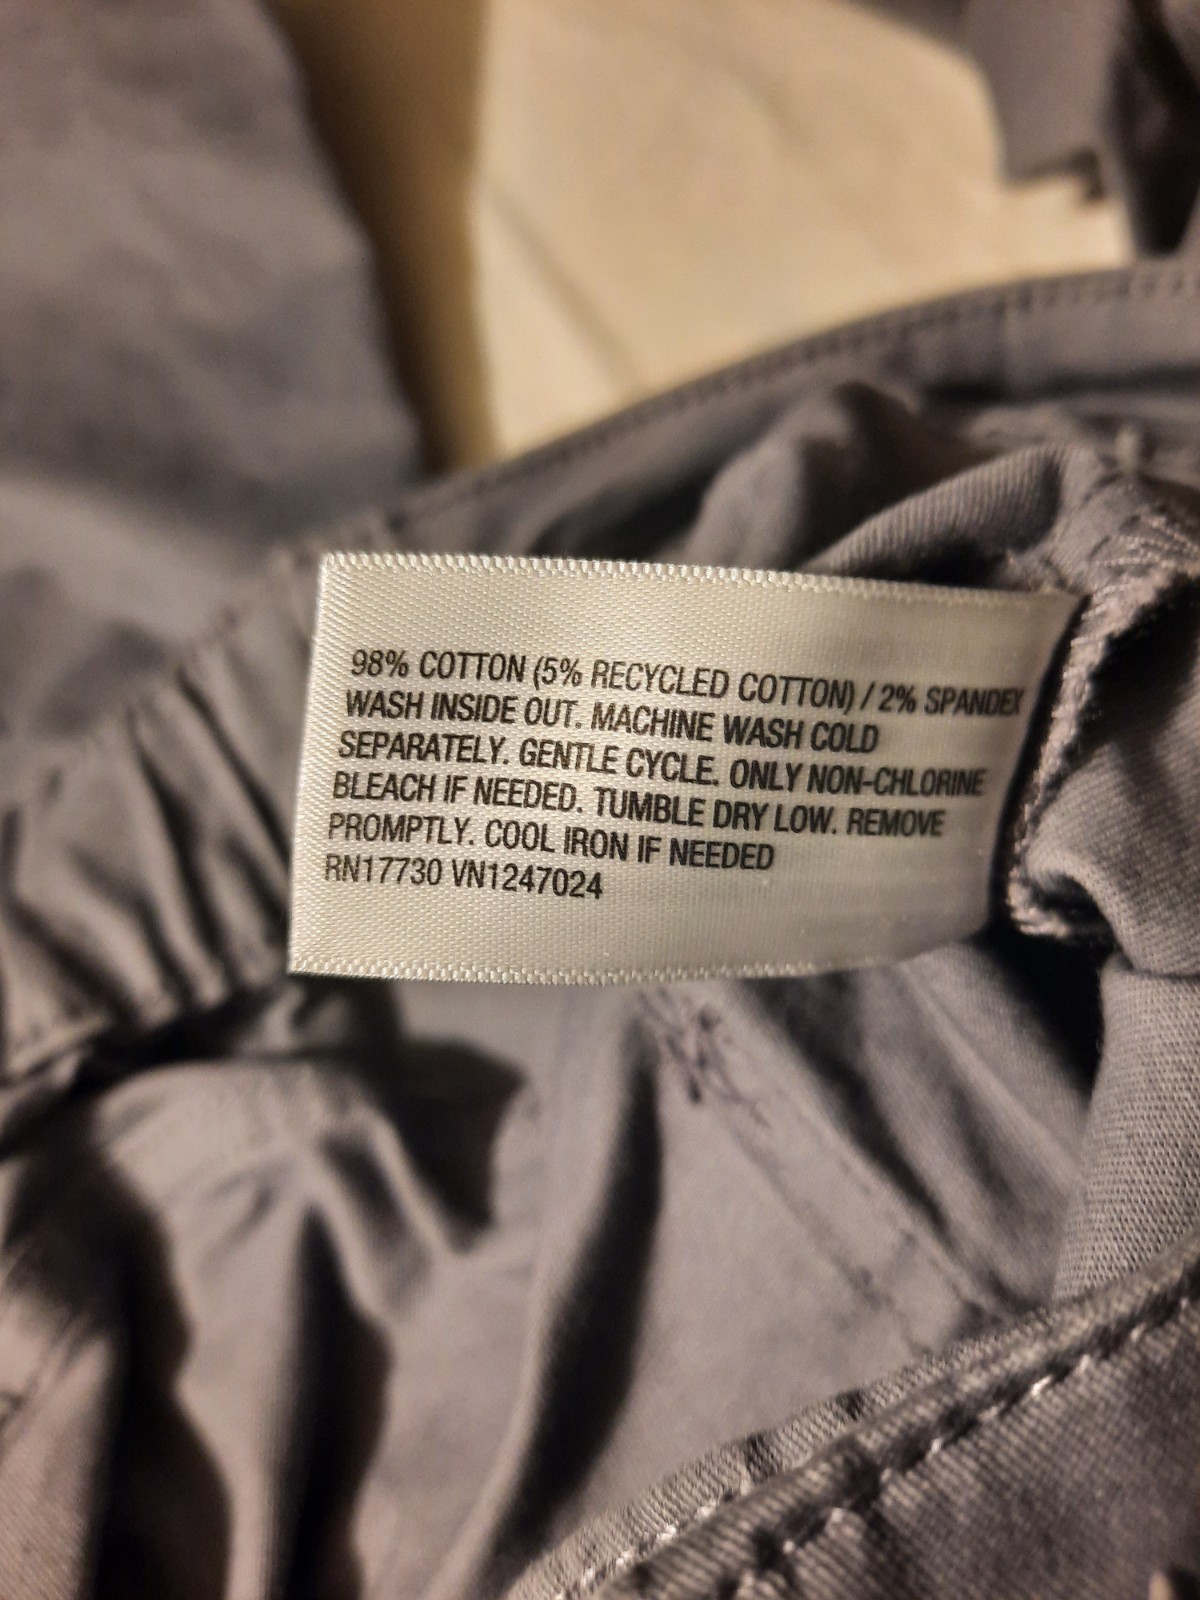 98% COTTON (5% RECYCLED COTTON) / 2% SPANDEX
WASH INSIDE OUT. MACHINE WASH COLD
SEPARATELY. GENTLE CYCLE. ONLY NON-CHLORINE
BLEACH IF NEEDED. TUMBLE DRY LOW. REMOVE
PROMPTLY. COOL IRON IF NEEDED
RN17730 VN1247024